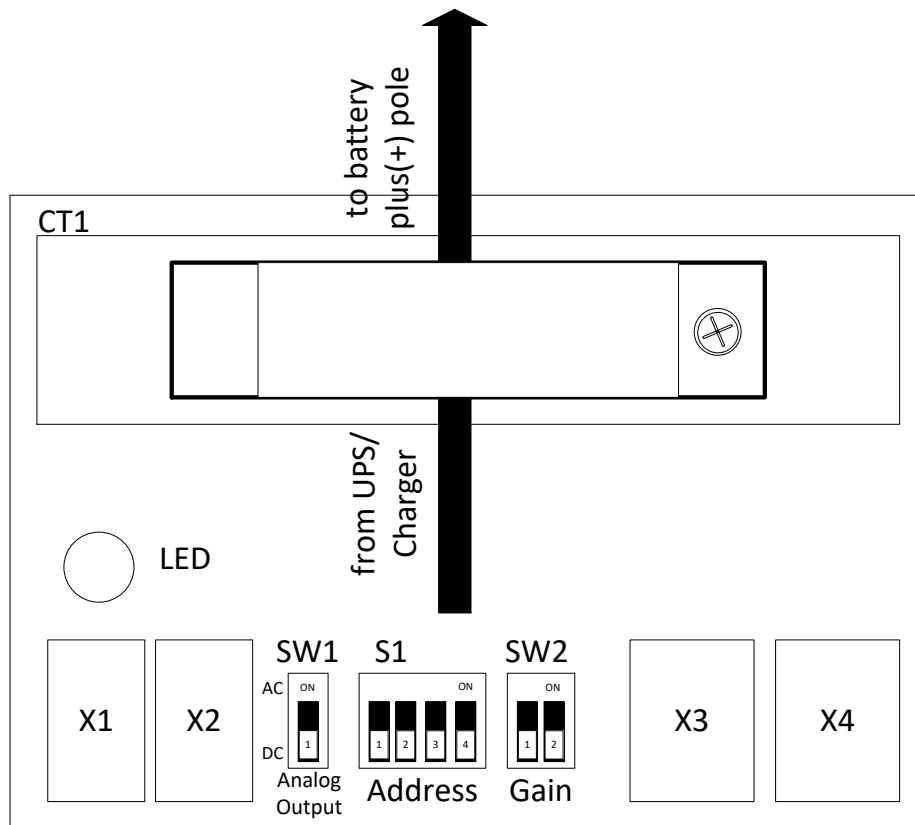 to battery
plus(+) pole
CT1
from UPS/
Charger
LED
SW1 S1 SW2
AC ON ON ON
X1 X2 X3 X4
1 1 2 3 4 1 2
DC
Analog
Output
Address Gain